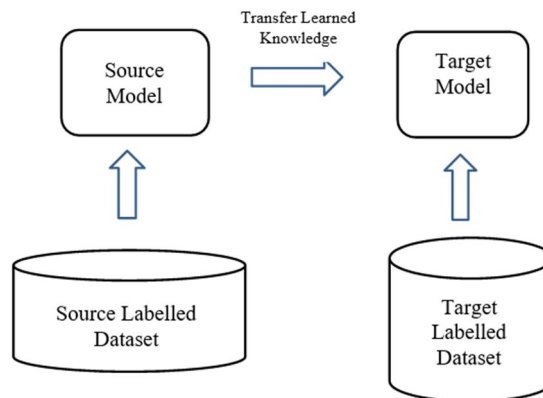 Transfer Learned
Knowledge
Source
Model
Target
Model
Source Labelled
Dataset
Target
Labelled
Dataset